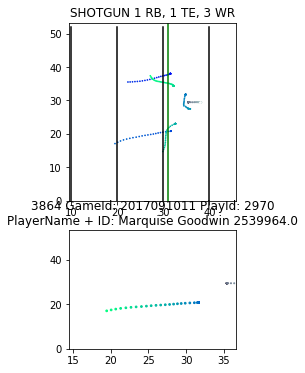 SHOTGUN 1 RB, 1 TE, 3 WR
50
40
30
20
10
0
10 20 30 40
3864 GameId: 2017091011 PlayId: 2970
PlayerName + ID: Marquise Goodwin 2539964.0
40
20
0
15 20 25 30 35